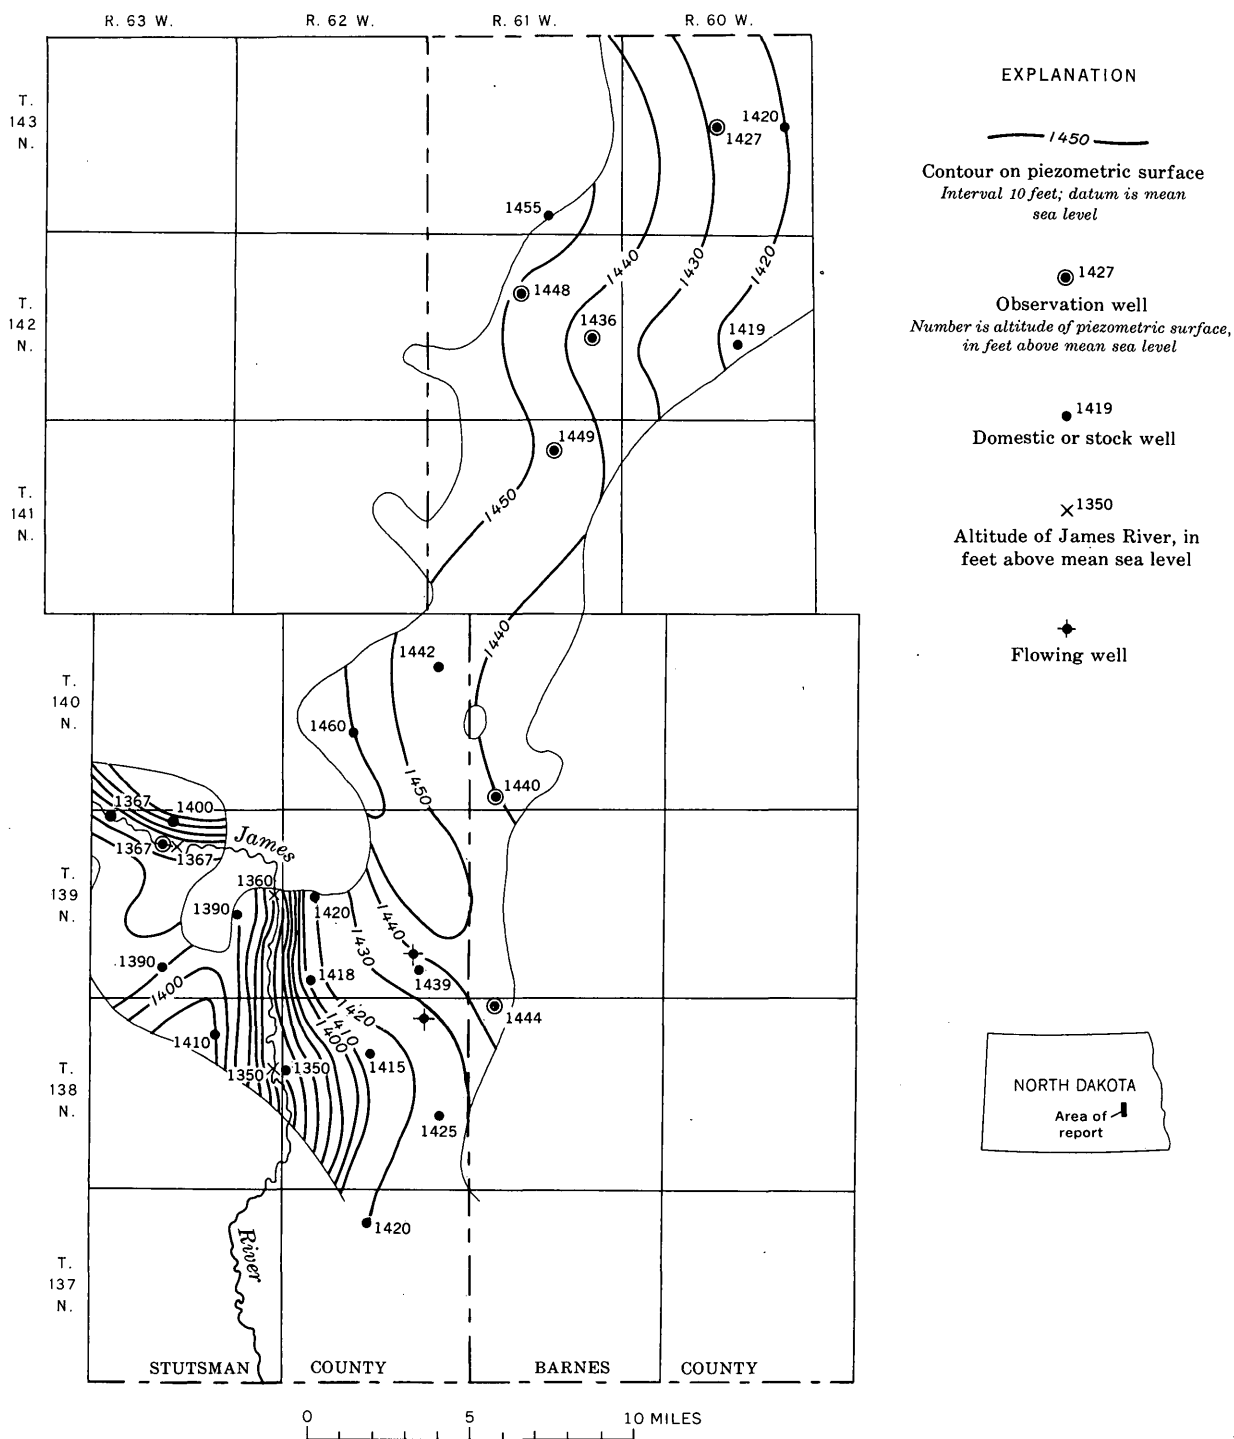 R. 63 W. R. 62 W. R. 61 W. R. 60 W.
T.
143
N.
1420
1427
1455
T.
142
N.
1440
1430
1420
1448
1436
1419
T.
141
N.
1449
1450
T.
140
N.
1440
1442
1460
1450
1440
1367
1400
James
1367
1367
T.
139
N.
1360
1390
1420
1440
1430
1390
1400
1418
1439
1444
1420
1410
1400
T.
138
N.
1410
1350
1350
1415
1425
1420
River
T.
137
N.
STUTSMAN COUNTY BARNES COUNTY
0 5 10 MILES
EXPLANATION
1450
Contour on piezometric surface
Interval 10 feet; datum is mean
sea level
1427
Observation well
Number is altitude of piezometric surface,
in feet above mean sea level
1419
Domestic or stock well
1350
Altitude of James River, in
feet above mean sea level
Flowing well
NORTH DAKOTA
Area of
report